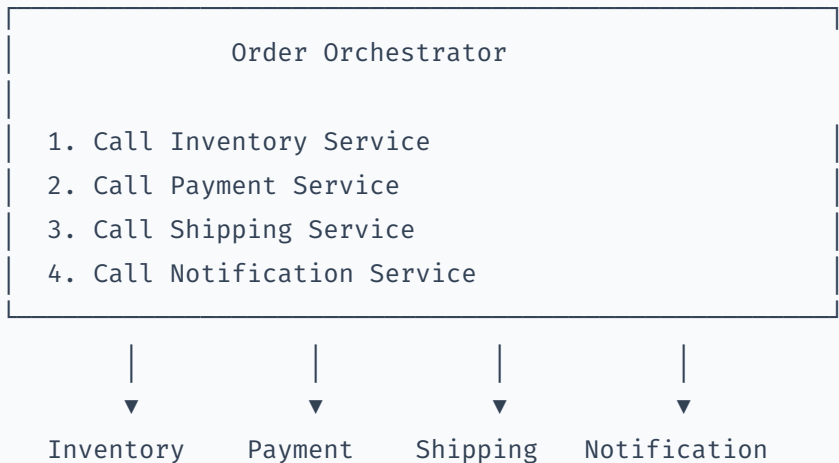 Order Orchestrator
1. Call Inventory Service
2. Call Payment Service
3. Call Shipping Service
4. Call Notification Service
Inventory Payment Shipping Notification